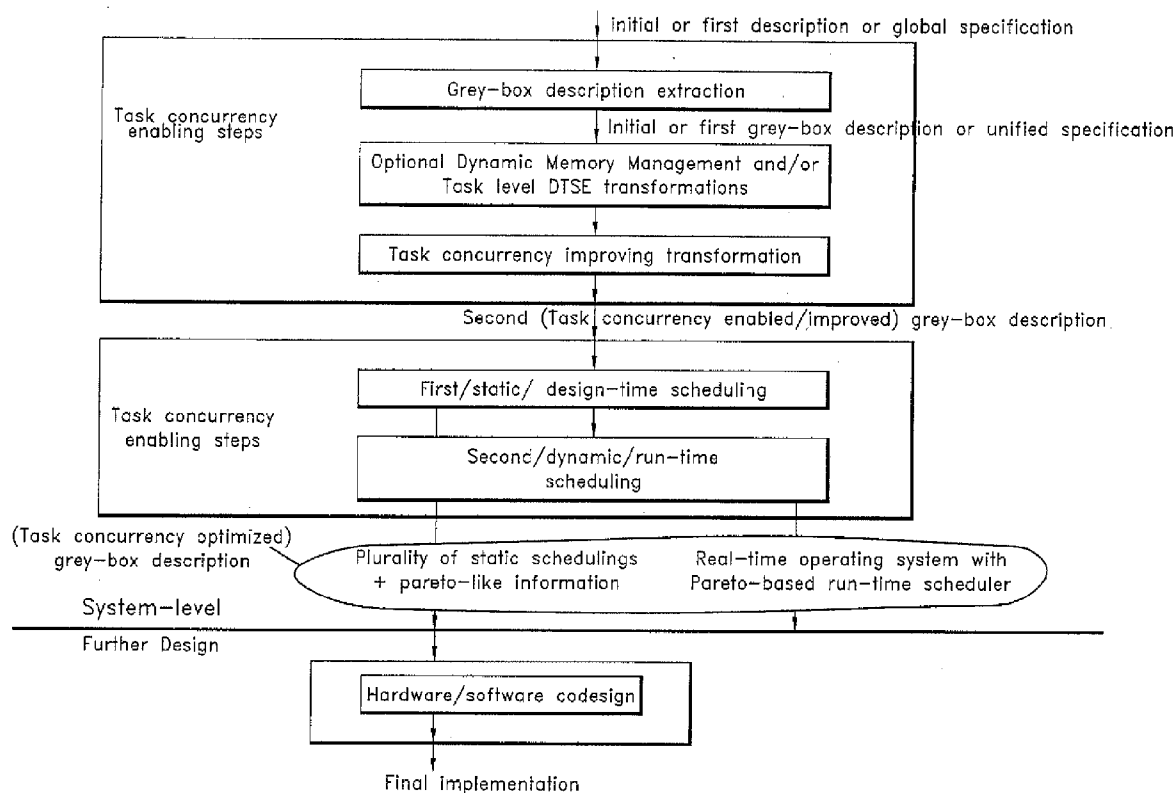 Initial or first description or global specification
Grey-box description extraction
Task concurrency
enabling steps
Initial or first grey-box description or unified specification
Optional Dynamic Memory Management and/or
Task level DTSE transformations
Task concurrency improving transformation
Second (Task concurrency enabled/improved) grey-box description
First/static/ design-time scheduling
Task concurrency
enabling steps
Second/dynamic/run-time
scheduling
(Task concurrency optimized)
grey-box description
Plurality of static schedulings
+ pareto-like information
Real-time operating system with
Pareto-based run-time scheduler
System-level
Further Design
Hardware/software codesign
Final implementation